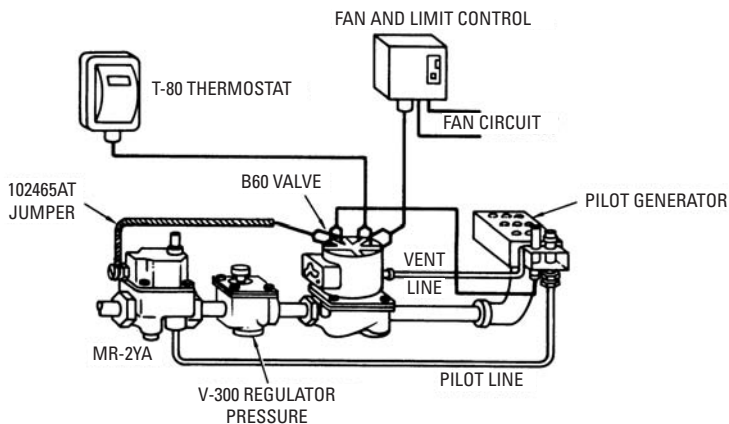 FAN AND LIMIT CONTROL
T-80 THERMOSTAT
FAN CIRCUIT
B60 VALVE
102465AT
JUMPER
PILOT GENERATOR
VENT
LINE
MR-2YA
PILOT LINE
V-300 REGULATOR
PRESSURE